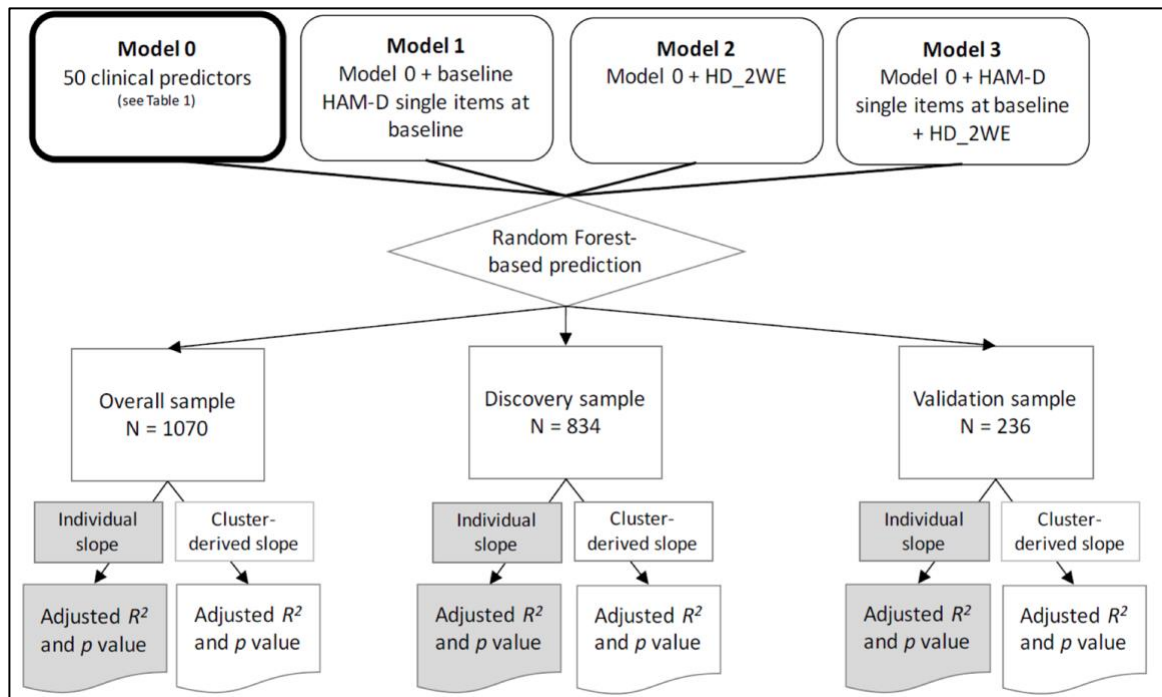 Model 0
50 clinical predictors
(see Table 1)
Model 1
Model 0 + baseline
HAM-D single items at
baseline
Model 2
Model 0 + HD_2WE
Model 3
Model 0 + HAM-D
single items at baseline
+ HD_2WE
Random Forest-
based prediction
Overall sample
N = 1070
Discovery sample
N = 834
Validation sample
N = 236
Individual
slope
Cluster-
derived slope
Individual
slope
Cluster-
derived slope
Individual
slope
Cluster-
derived slope
Adjusted R²
and p value
Adjusted R²
and p value
Adjusted R²
and p value
Adjusted R²
and p value
Adjusted R²
and p value
Adjusted R²
and p value